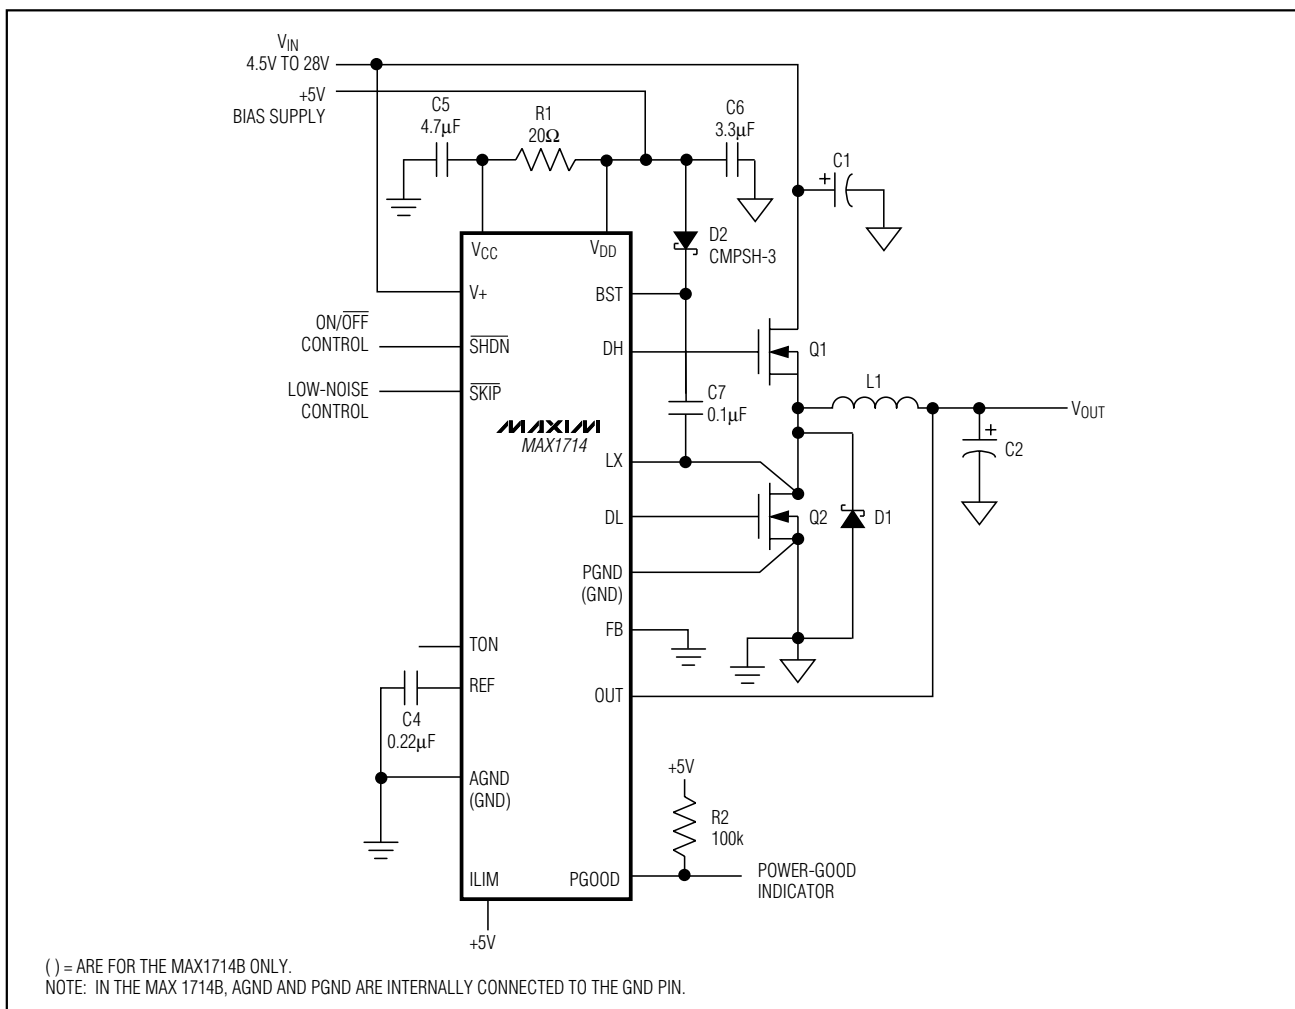 VIN
4.5V TO 28V
+5V
BIAS SUPPLY
C5
4.7μF
R1
20Ω
C6
3.3μF
C1
+
VCC
VDD
D2
CMPSH-3
V+
BST
ON/OFF
CONTROL
SHDN
DH
Q1
LOW-NOISE
CONTROL
SKIP
L1
C7
0.1μF
VOUT
MAXIM
MAX1714
+
C2
LX
DL
Q2
D1
PGND
(GND)
FB
TON
REF
OUT
C4
0.22μF
+5V
AGND
(GND)
R2
100k
ILIM
PGOOD
POWER-GOOD
INDICATOR
+5V
( ) = ARE FOR THE MAX1714B ONLY.
NOTE: IN THE MAX 1714B, AGND AND PGND ARE INTERNALLY CONNECTED TO THE GND PIN.